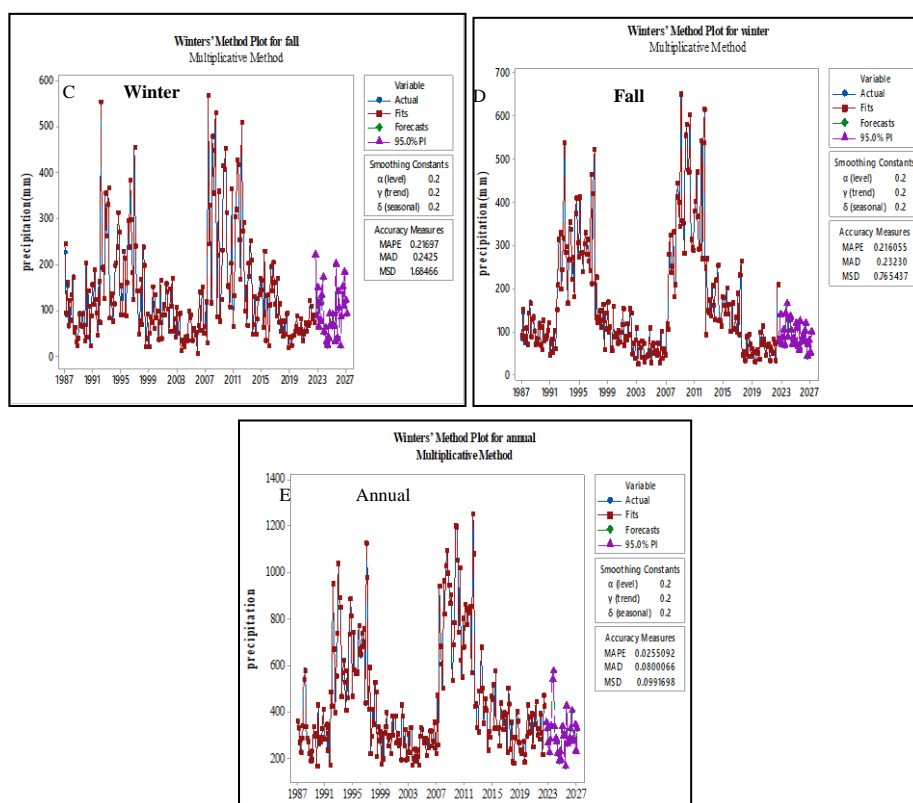 Winters' Method Plot for fall
Multiplicative Method
C Winter
precipitation(mm)
600
500
400
300
200
100
0
1987 1991 1995 1999 2003 2008 2012 2019 2023 2027
Variable
Actual
Fits
Forecasts
95.0% PI
Smoothing Constants
α (level) 0.2
γ (trend) 0.2
δ (seasonal) 0.2
Accuracy Measures
MAPE 0.21697
MAD 0.2425
MSD 1.68466
Winters' Method Plot for winter
Multiplicative Method
D Fall
precipitation(mm)
700
600
500
400
300
200
100
0
1987 1991 1995 1999 2003 2007 2011 2015 2019 2023 2027
Variable
Actual
Fits
Forecasts
95.0% PI
Smoothing Constants
α (level) 0.2
γ (trend) 0.2
δ (seasonal) 0.2
Accuracy Measures
MAPE 0.216055
MAD 0.23230
MSD 0.765437
Winters' Method Plot for annual
Multiplicative Method
E Annual
precipitation
1400
1200
1000
800
600
400
200
1987 1991 1995 1999 2003 2007 2011 2015 2019 2023 2027
Variable
Actual
Fits
Forecasts
95.0% PI
Smoothing Constants
α (level) 0.2
γ (trend) 0.2
δ (seasonal) 0.2
Accuracy Measures
MAPE 0.0255092
MAD 0.0800066
MSD 0.0991698